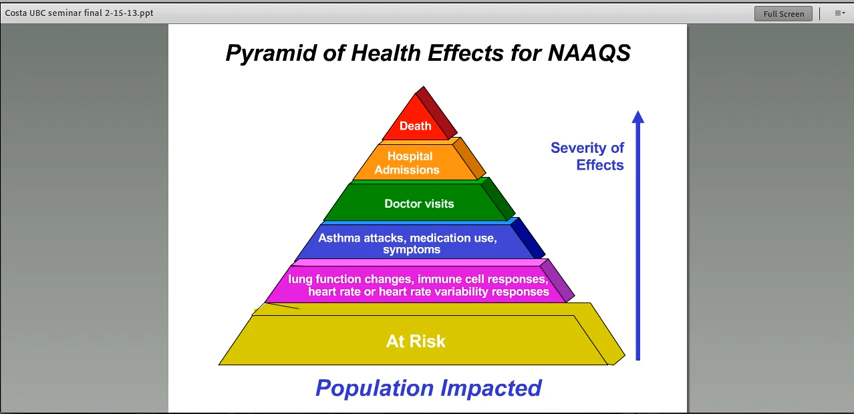 Costa UBC seminar final 2-15-13.ppt
Full Screen
Pyramid of Health Effects for NAAQS
Death
Severity of
Effects
Hospital
Admissions
Doctor visits
Asthma attacks, medication use,
symptoms
lung function changes, immune cell responses,
heart rate or heart rate variability responses
At Risk
Population Impacted